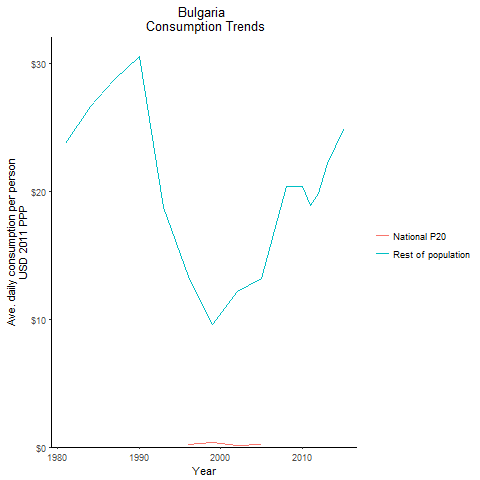 Bulgaria
Consumption Trends
Ave. daily consumption per person
USD 2011 PPP
$30
$20
$10
$0
1980
1990
2000
2010
Year
National P20
Rest of population